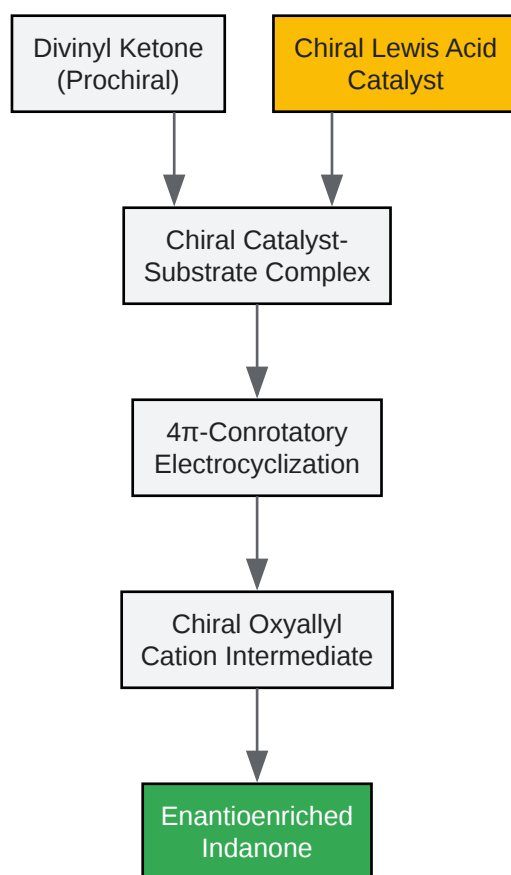 Divinyl Ketone
(Prochiral)
Chiral Lewis Acid
Catalyst
Chiral Catalyst-
Substrate Complex
4π-Conrotatory
Electrocyclization
Chiral Oxyallyl
Cation Intermediate
Enantioenriched
Indanone